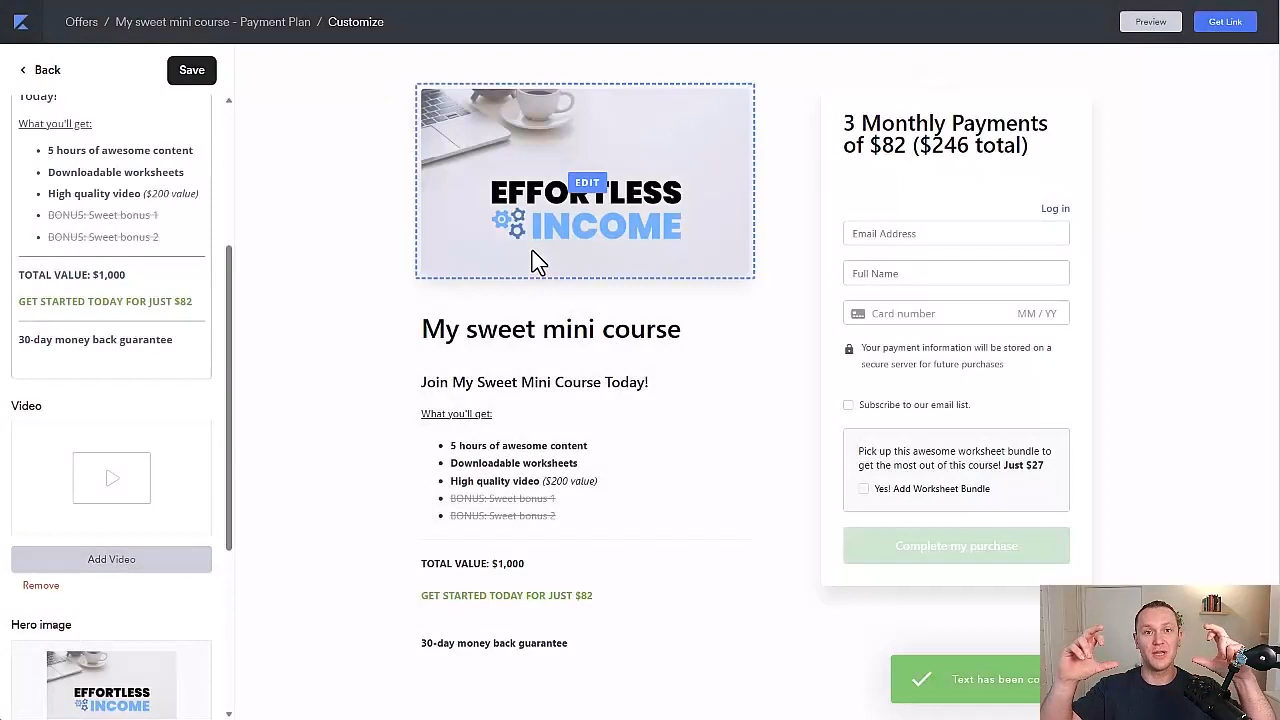 Offers / My sweet mini course - Payment Plan / Customize
Preview
Get Link
Back
Save
Today!
What you'll get:
5 hours of awesome content
Downloadable worksheets
High quality video ($200 value)
BONUS: Sweet bonus 1
BONUS: Sweet bonus 2
TOTAL VALUE: $1,000
GET STARTED TODAY FOR JUST $82
30-day money back guarantee
Video
Add Video
Remove
Hero image
EFFORTLESS
INCOME
EDIT
EFFORTLESS
INCOME
My sweet mini course
Join My Sweet Mini Course Today!
What you'll get:
5 hours of awesome content
Downloadable worksheets
High quality video ($200 value)
BONUS: Sweet bonus 1
BONUS: Sweet bonus 2
TOTAL VALUE: $1,000
GET STARTED TODAY FOR JUST $82
30-day money back guarantee
3 Monthly Payments
of $82 ($246 total)
Log in
Email Address
Full Name
Card number MM / YY
Your payment information will be stored on a
secure server for future purchases
Subscribe to our email list.
Pick up this awesome worksheet bundle to
get the most out of this course! Just $27
Yes! Add Worksheet Bundle
Complete my purchase
Text has been co